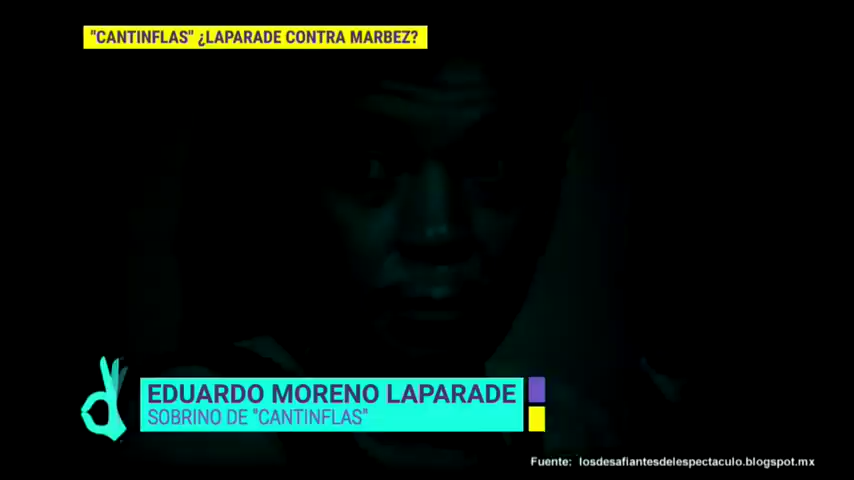 "CANTINFLAS" ¿LAPARADE CONTRA MARBEZ?
EDUARDO MORENO LAPARADE
SOBRINO DE "CANTINFLAS"
Fuente: losdesafiantesdelespectaculo.blogspot.mx